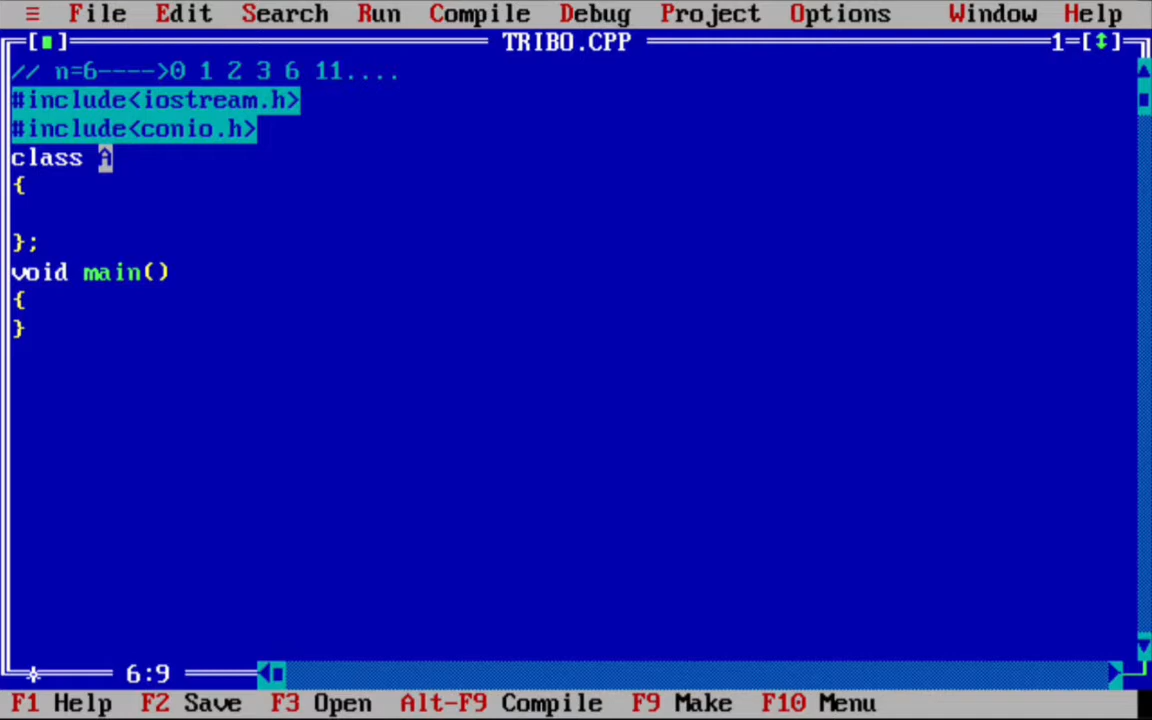 ≡ File Edit Search Run Compile Debug Project Options Window Help
[■] TRIBO.CPP 1=[↕]
// n=6---->0 1 2 3 6 11....
#include<iostream.h>
#include<conio.h>
class A
{
};
void main()
{
}
6:9
F1 Help F2 Save F3 Open Alt-F9 Compile F9 Make F10 Menu